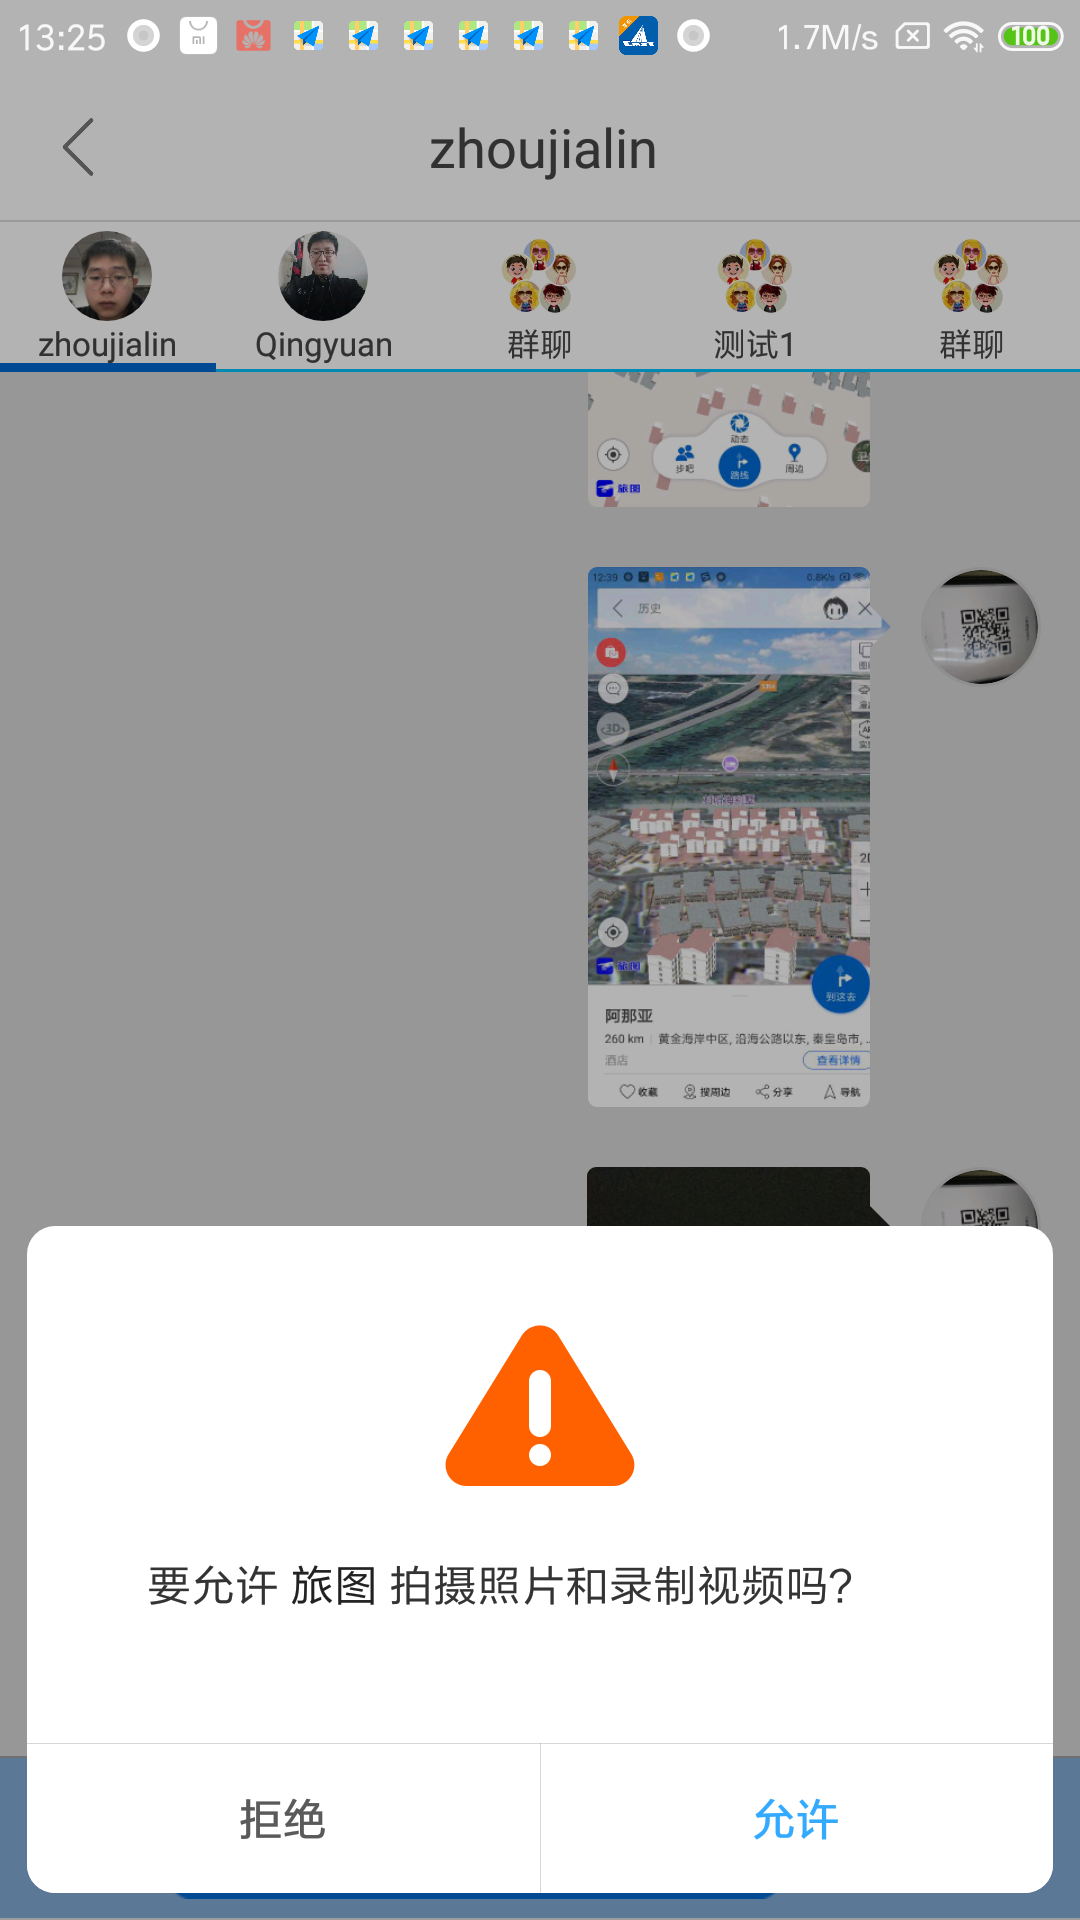 13:25
1.7M/s
100
zhoujialin
zhoujialin
Qingyuan
群聊
测试1
群聊
动态
步吧
路线
周边
旅图
12:39
0.8K/s
历史
3D
2D
旅图
到这去
阿那亚
260 km
黄金海岸中区, 沿海公路以东, 秦皇岛市, ..
酒店
查看详情
收藏
搜周边
分享
导航
要允许 旅图 拍摄照片和录制视频吗?
拒绝
允许